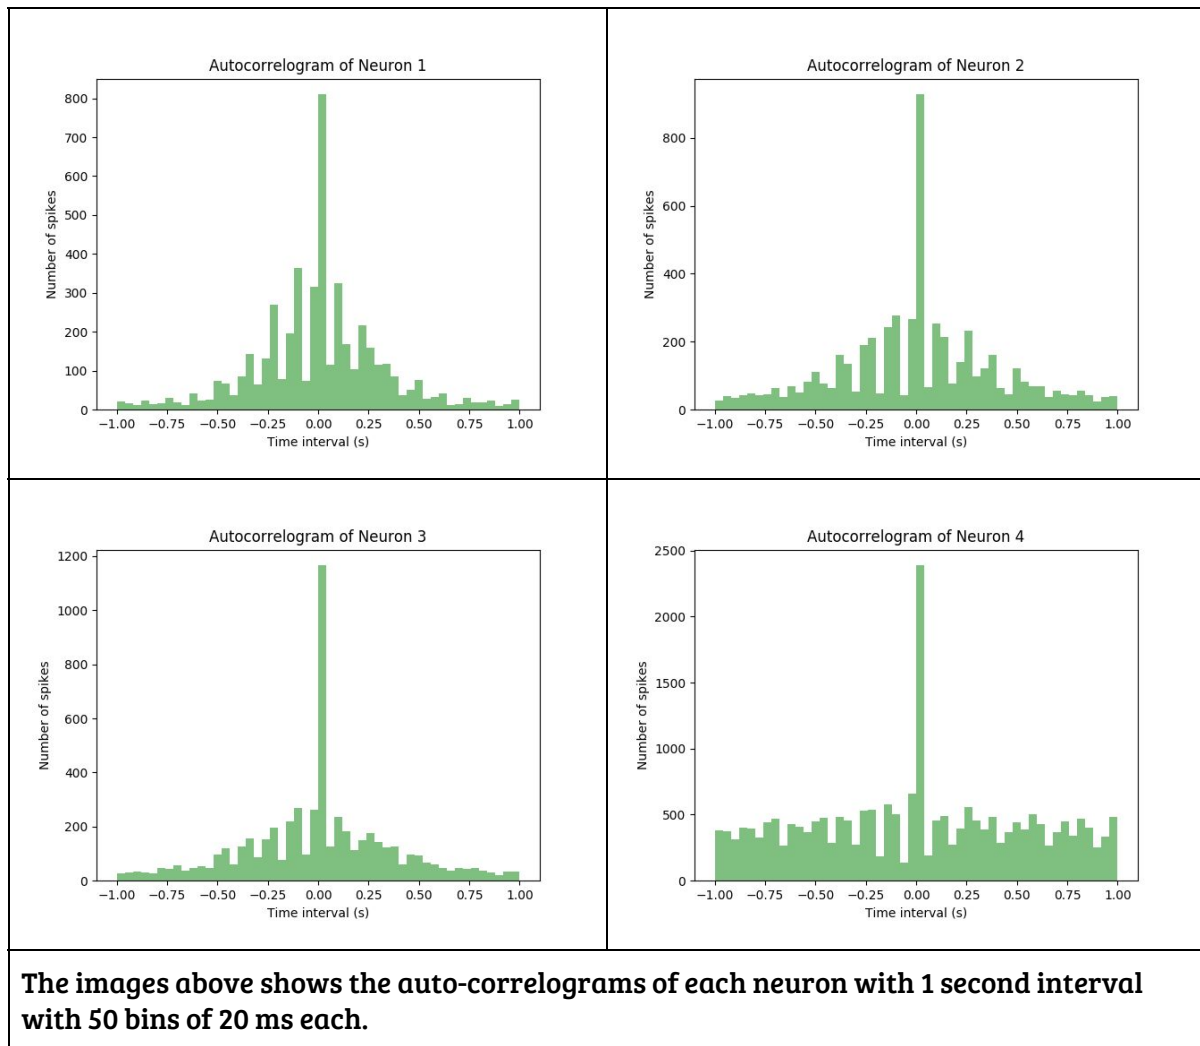 Autocorrelogram of Neuron 1
800
700
600
500
400
300
200
100
0
Number of spikes
−1.00 −0.75 −0.50 −0.25 0.00 0.25 0.50 0.75 1.00
Time interval (s)
Autocorrelogram of Neuron 2
800
600
400
200
0
Number of spikes
−1.00 −0.75 −0.50 −0.25 0.00 0.25 0.50 0.75 1.00
Time interval (s)
Autocorrelogram of Neuron 3
1200
1000
800
600
400
200
0
Number of spikes
−1.00 −0.75 −0.50 −0.25 0.00 0.25 0.50 0.75 1.00
Time interval (s)
Autocorrelogram of Neuron 4
2500
2000
1500
1000
500
0
Number of spikes
−1.00 −0.75 −0.50 −0.25 0.00 0.25 0.50 0.75 1.00
Time interval (s)
The images above shows the auto-correlograms of each neuron with 1 second interval
with 50 bins of 20 ms each.